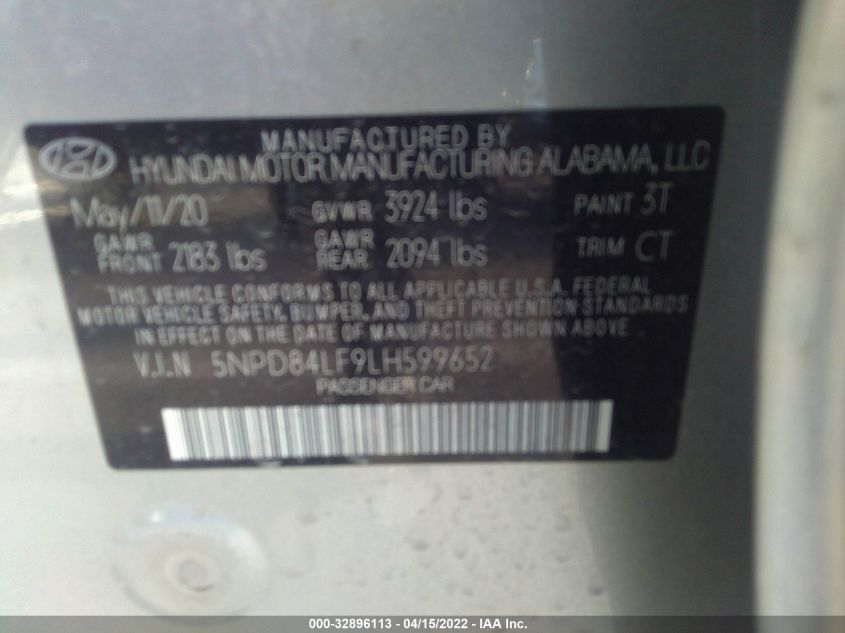 MANUFACTURED BY
HYUNDAI MOTOR MANUFACTURING ALABAMA, LLC
May/11/20 GVWR 3924 lbs PAINT 3T
GAWR FRONT 2183 lbs GAWR REAR 2094 lbs TRIM CT
THIS VEHICLE CONFORMS TO ALL APPLICABLE U.S.A. FEDERAL
MOTOR VEHICLE SAFETY, BUMPER, AND THEFT PREVENTION STANDARDS
IN EFFECT ON THE DATE OF MANUFACTURE SHOWN ABOVE.
V.I.N 5NPD84LF9LH599652
PASSENGER CAR
000-32896113 - 04/15/2022 - IAA Inc.